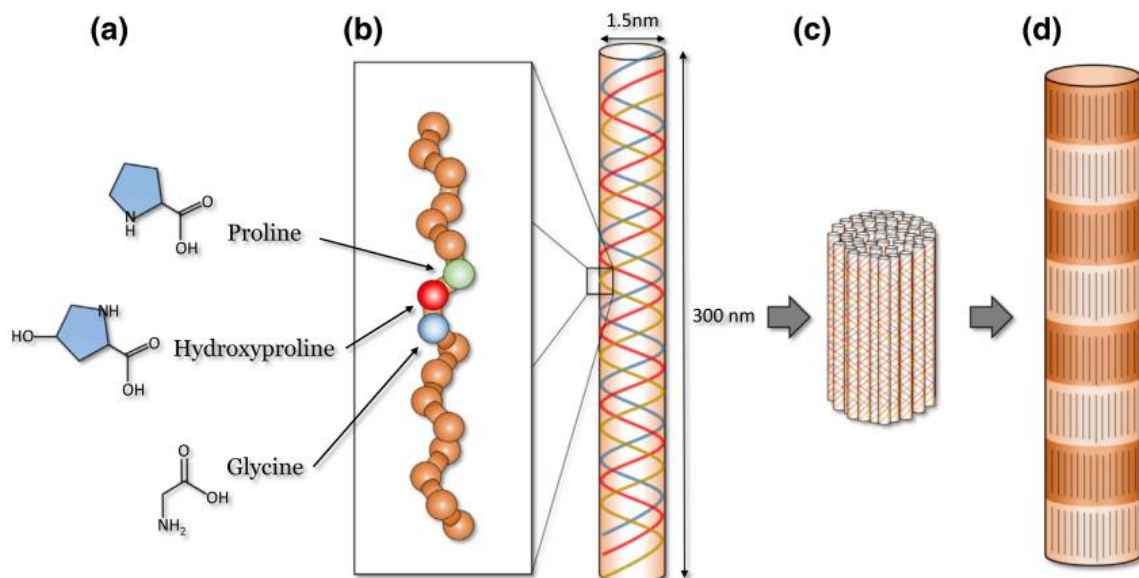 (a)
(b)
1.5nm
(c)
(d)
N
H
O
OH
Proline
NH
HO
O
OH
Hydroxyproline
300 nm
Glycine
O
OH
NH2